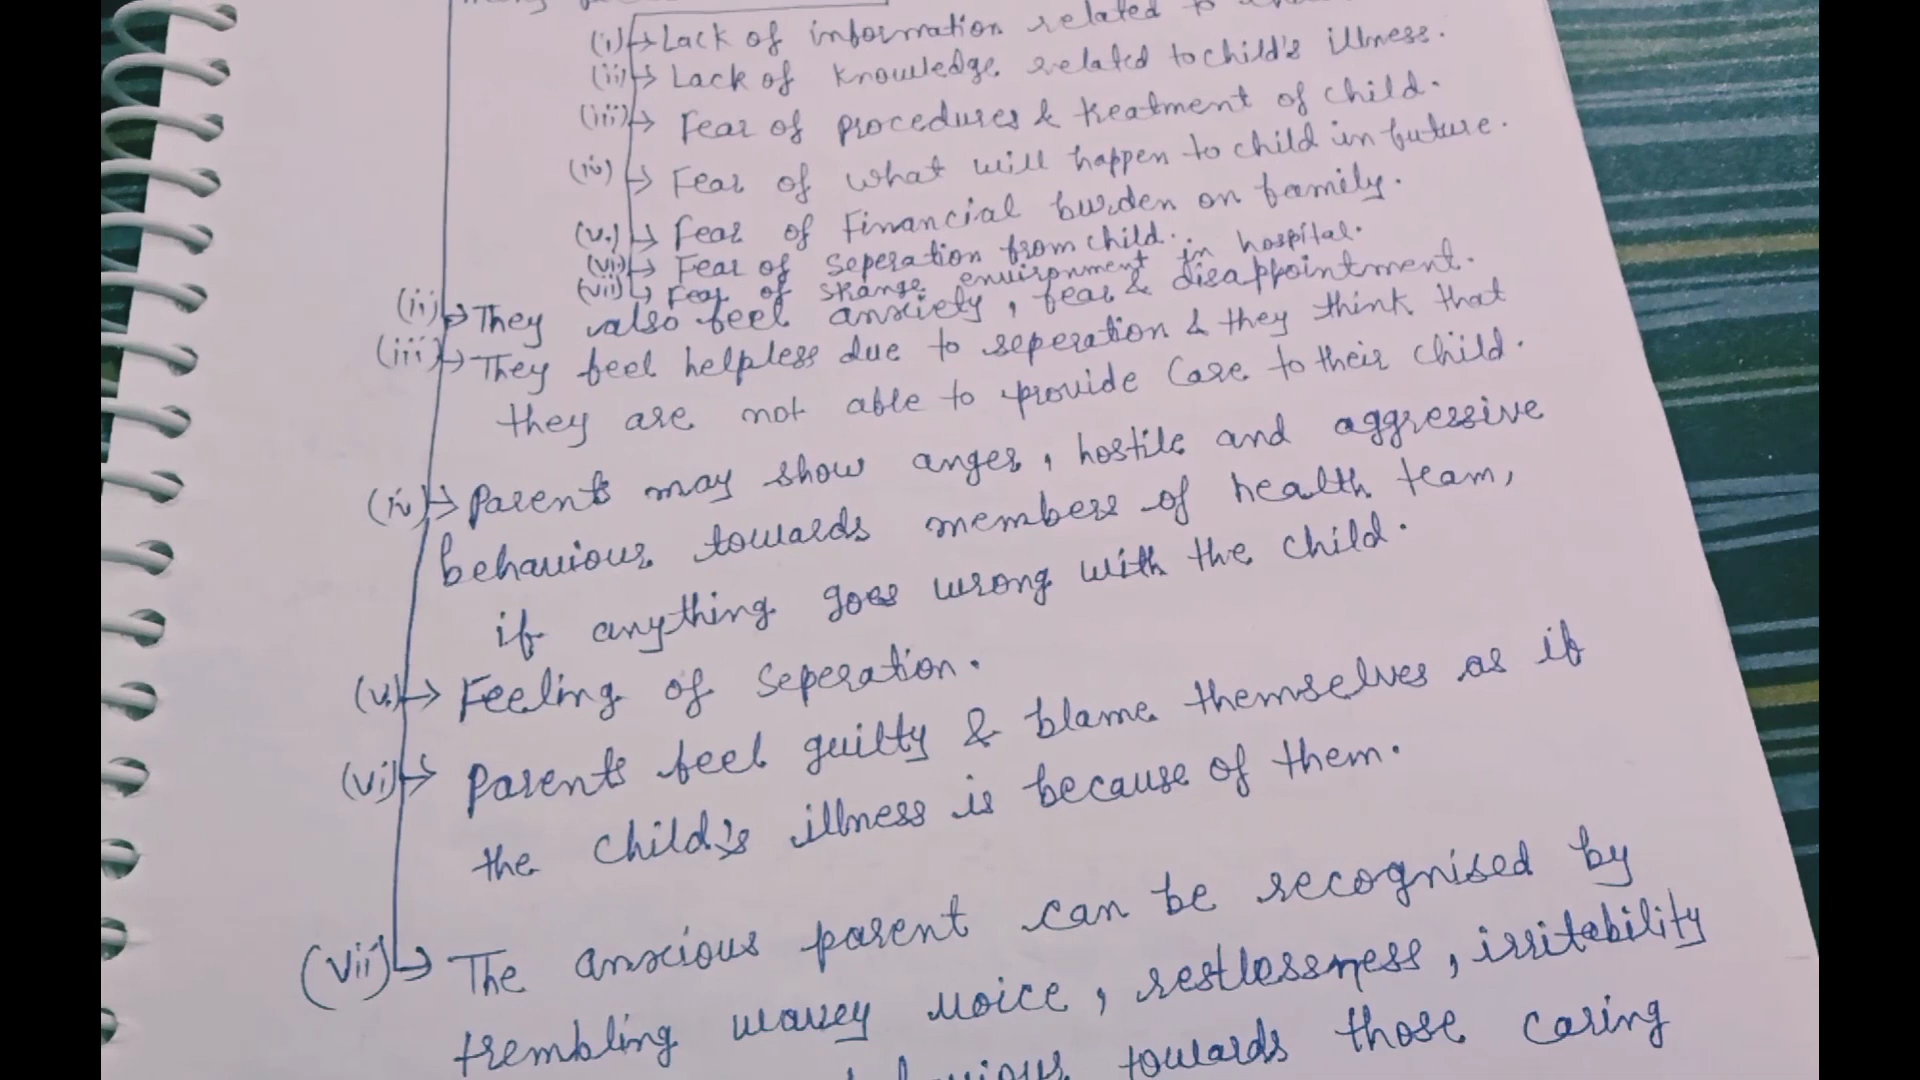 (i) → Lack of information related to
(ii) → Lack of knowledge related to child's illness.
(iii) → Fear of procedures & treatment of child.
(iv) → Fear of what will happen to child in future.
(v.) → Fear of Financial burden on family.
(vi) → Fear of seperation from child.
(vii) → Fear of strange environment in hospital.
(ii) → They also feel anxiety, fear & disappointment.
(iii) → They feel helpless due to seperation & they think that
they are not able to provide Care to their child.
(iv) → Parents may show anger, hostile and aggressive
behaviour towards members of health team,
if anything goes wrong with the child.
(v.) → Feeling of seperation.
(vi) → Parents feel guilty & blame themselves as if
the child's illness is because of them.
(vii) → The anxious parent can be recognised by
trembling wavey voice, restlessness, irritability
towards those caring